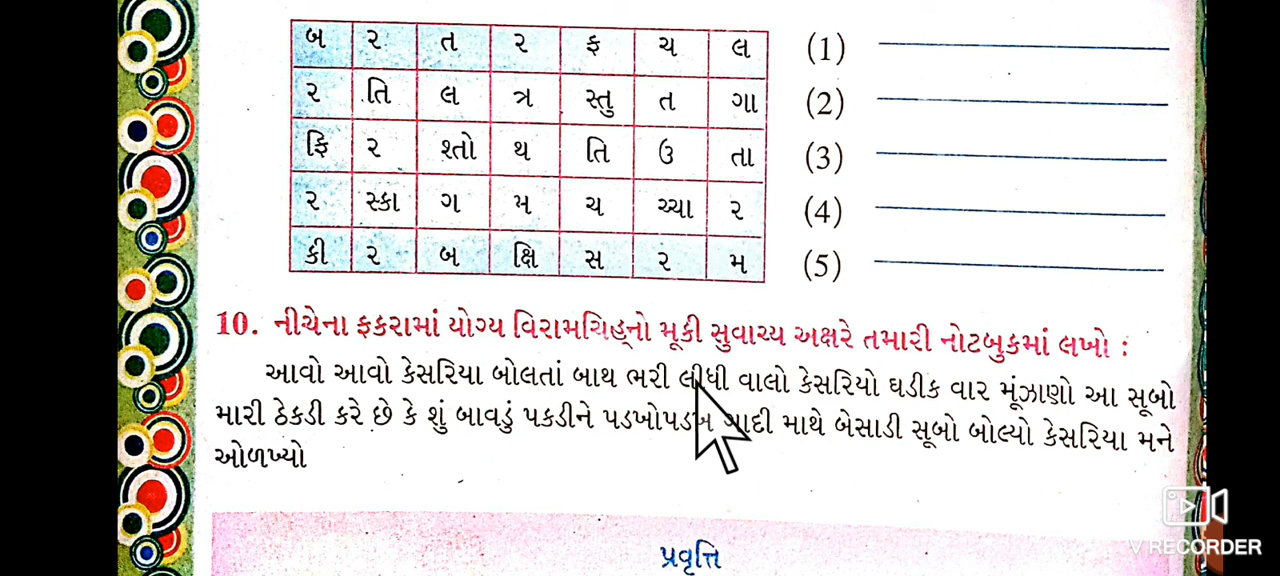 બ ર ત ર ફ ચ લ (1)
ર તિ લ ત્ર સ્તુ ત ગા (2)
ફિ ર શ્તો થ તિ ઉ તા (3)
ર સ્કા ગ મ ચ ચ્ચા ર (4)
કી ર બ ક્ષિ સ ર મ (5)
10. નીચેના ફકરામાં યોગ્ય વિરામચિહ્નો મૂકી સુવાચ્ય અક્ષરે તમારી નોટબુકમાં લખો :
આવો આવો કેસરિયા બોલતાં બાથ ભરી લીધી વાલો કેસરિયો ઘડીક વાર મૂંઝાણો આ સૂબો
મારી ઠેકડી કરે છે કે શું બાવડું પકડીને પડખોપડખ ગાદી માથે બેસાડી સૂબો બોલ્યો કેસરિયા મને
ઓળખ્યો
પ્રવૃત્તિ
V RECORDER